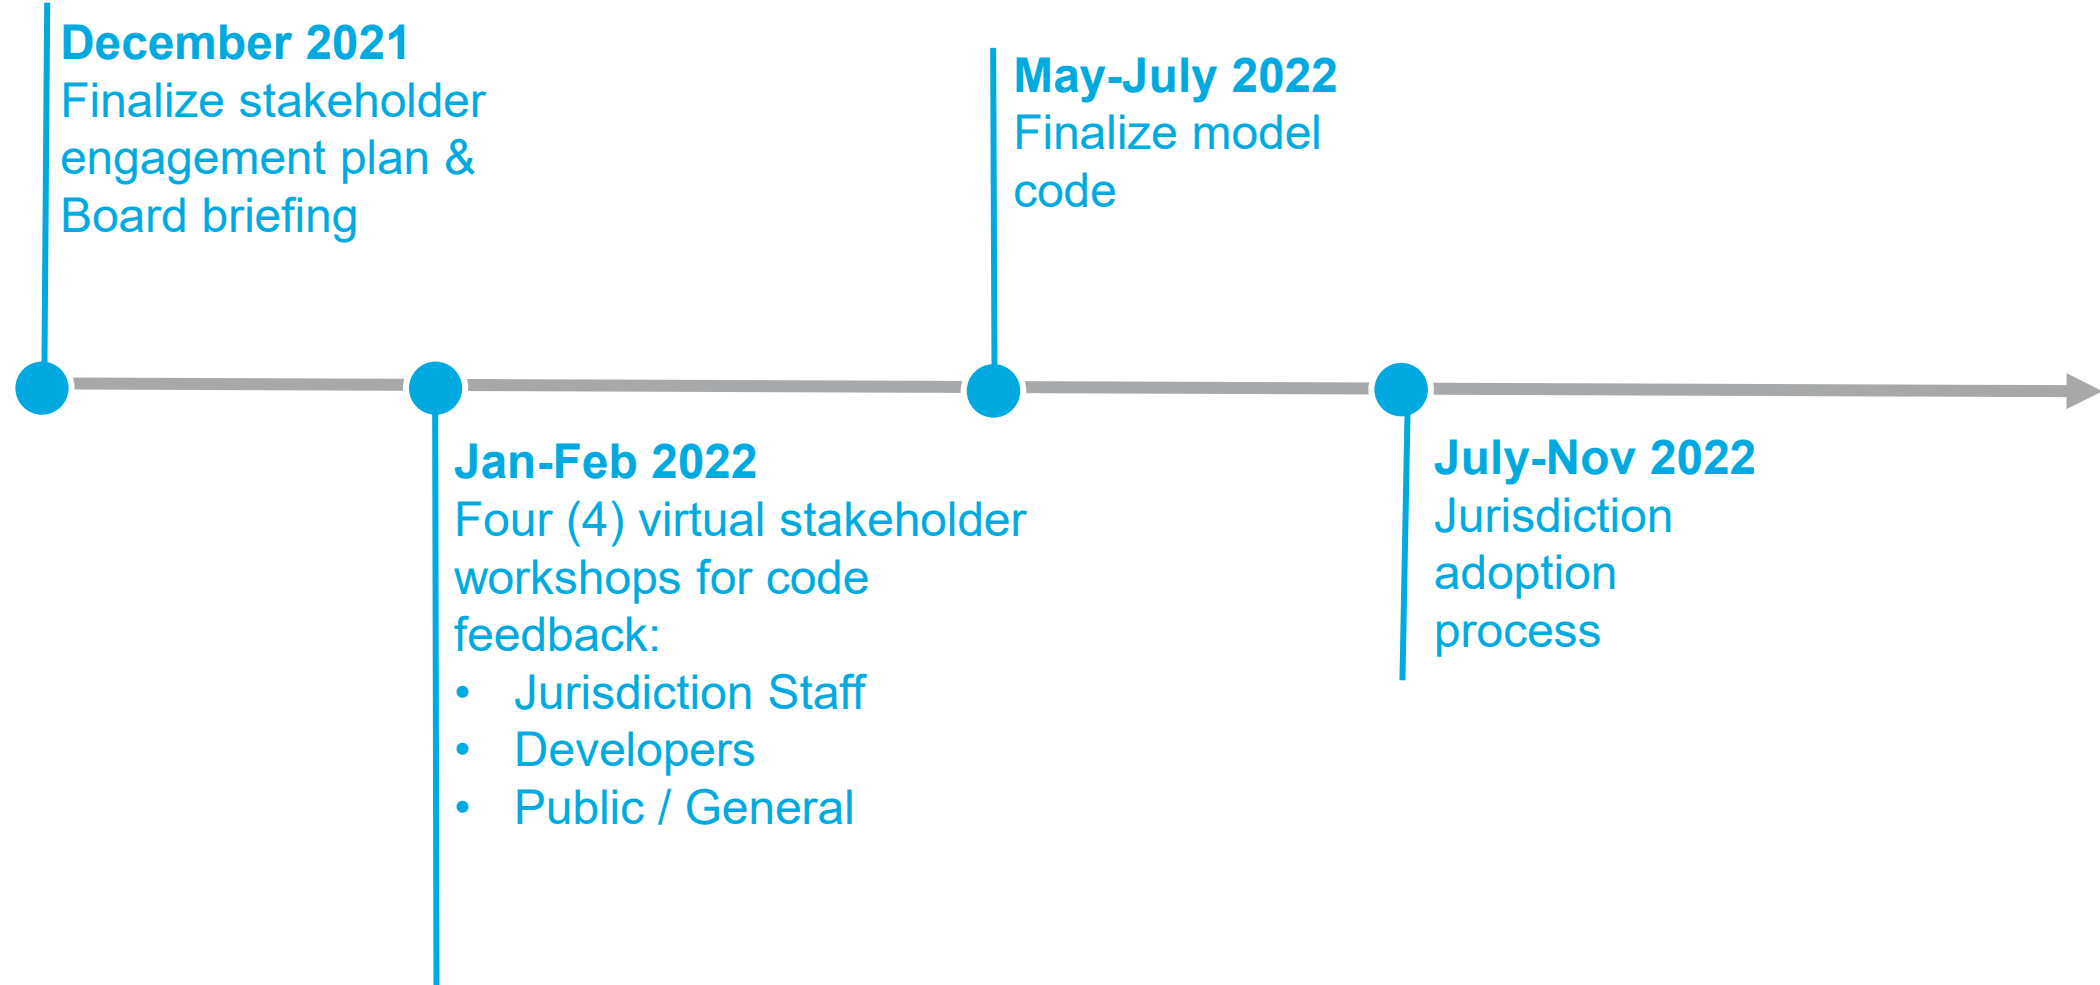 December 2021
Finalize stakeholder
engagement plan &
Board briefing
May-July 2022
Finalize model
code
Jan-Feb 2022
Four (4) virtual stakeholder
workshops for code
feedback:
• Jurisdiction Staff
• Developers
• Public / General
July-Nov 2022
Jurisdiction
adoption
process